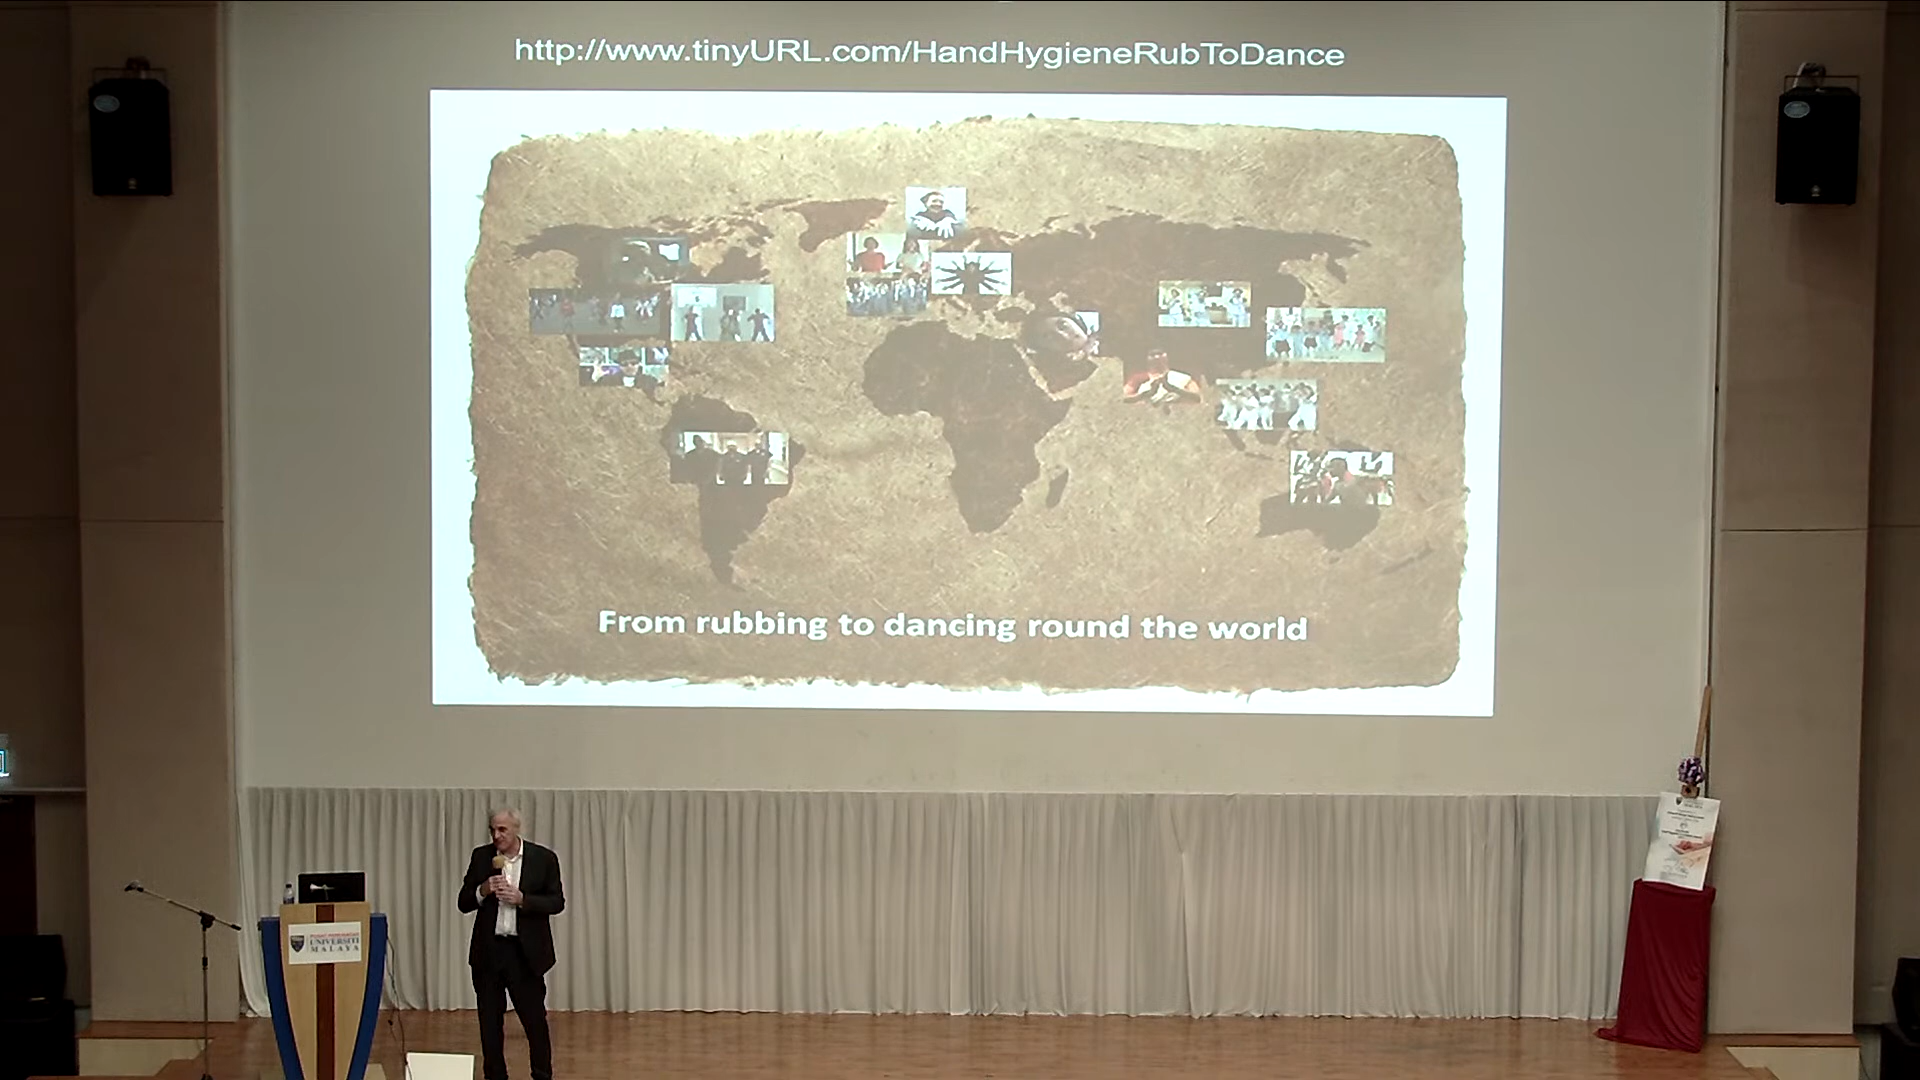 http://www.tinyURL.com/HandHygieneRubToDance
From rubbing to dancing round the world
UNIVERSITI
MALAYA